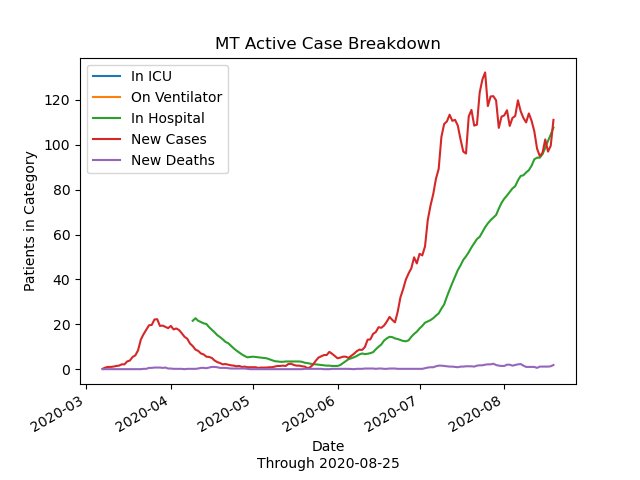 MT Active Case Breakdown
In ICU
On Ventilator
In Hospital
New Cases
New Deaths
Patients in Category
120
100
80
60
40
20
0
2020-03
2020-04
2020-05
2020-06
2020-07
2020-08
Date
Through 2020-08-25